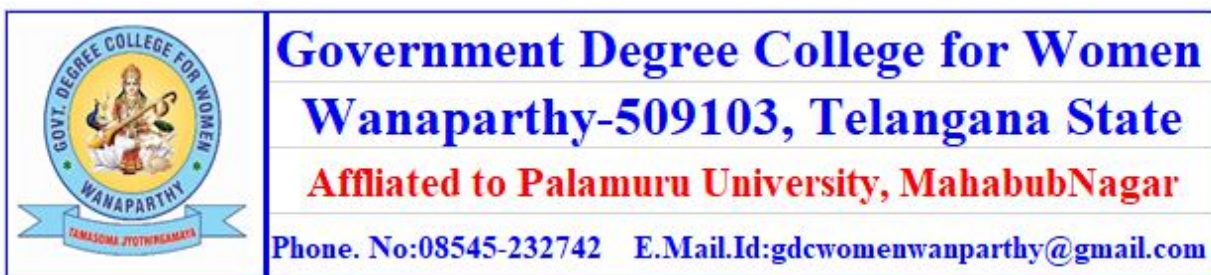 GOVT. DEGREE COLLEGE FOR WOMEN
WANAPARTHY
TAMASOMA JYOTHIRGAMAYA
Government Degree College for Women
Wanaparthy-509103, Telangana State
Affliated to Palamuru University, MahabubNagar
Phone. No:08545-232742 E.Mail.Id:gdcwomenwanparthy@gmail.com